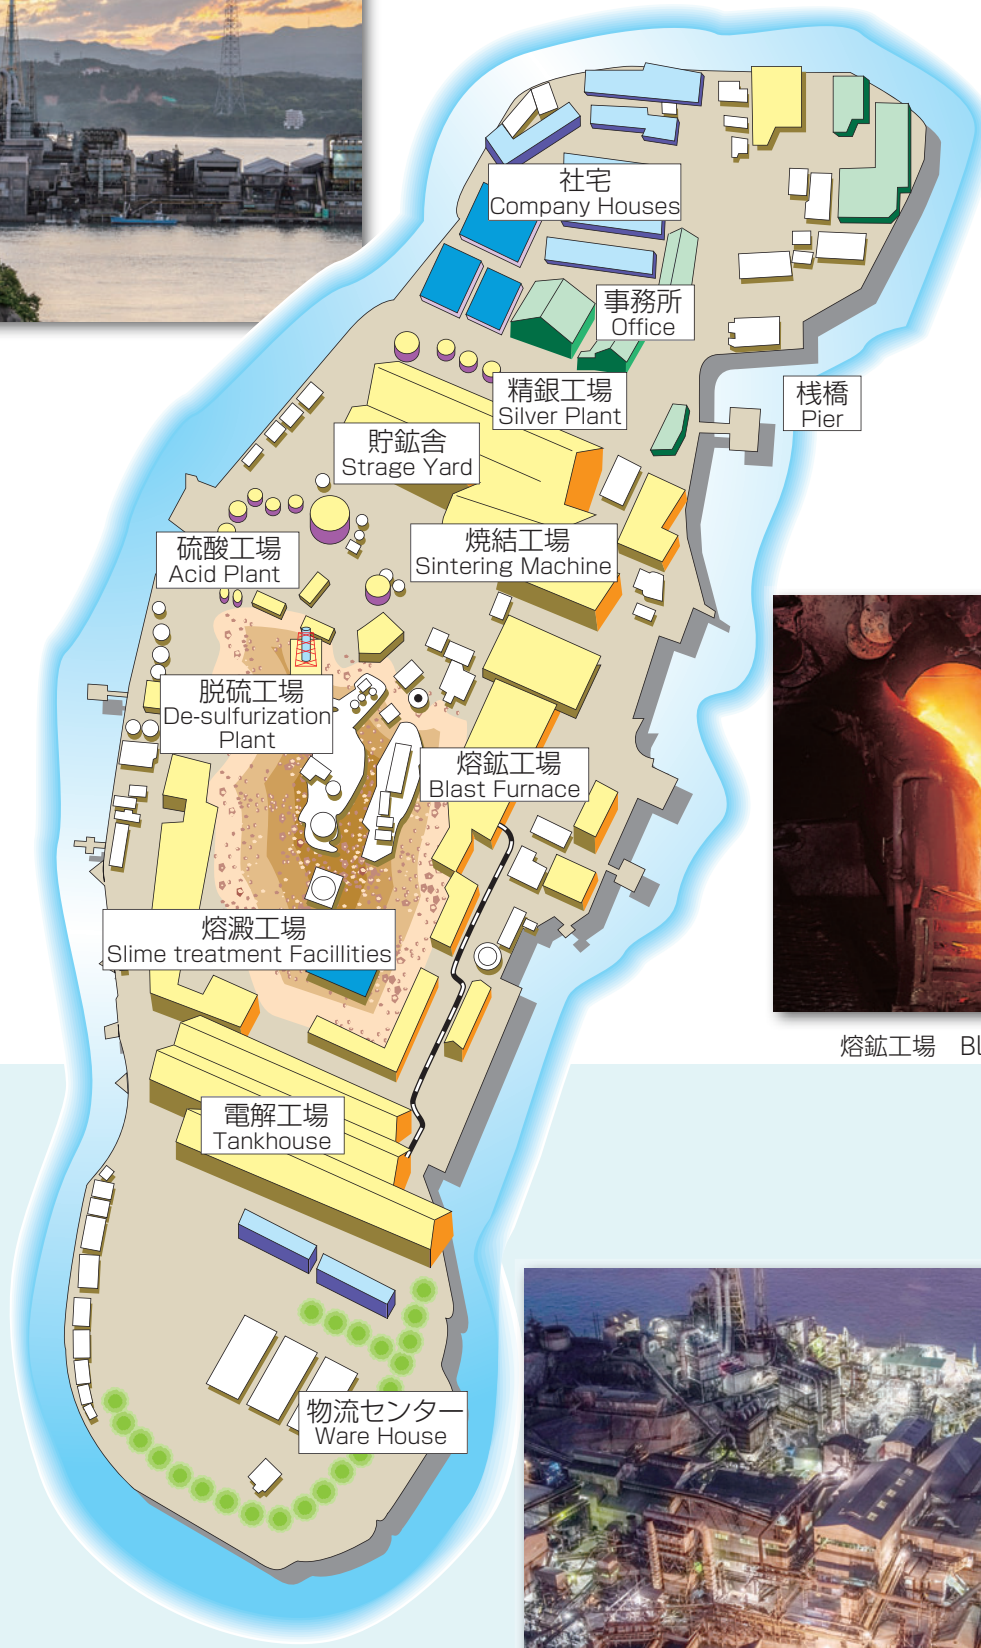 社宅
Company Houses
事務所
Office
精銀工場
Silver Plant
桟橋
Pier
貯鉱舎
Strage Yard
焼結工場
Sintering Machine
硫酸工場
Acid Plant
脱硫工場
De-sulfurization
Plant
熔鉱工場
Blast Furnace
熔澱工場
Slime treatment Facillities
熔鉱工場 Bl
電解工場
Tankhouse
物流センター
Ware House